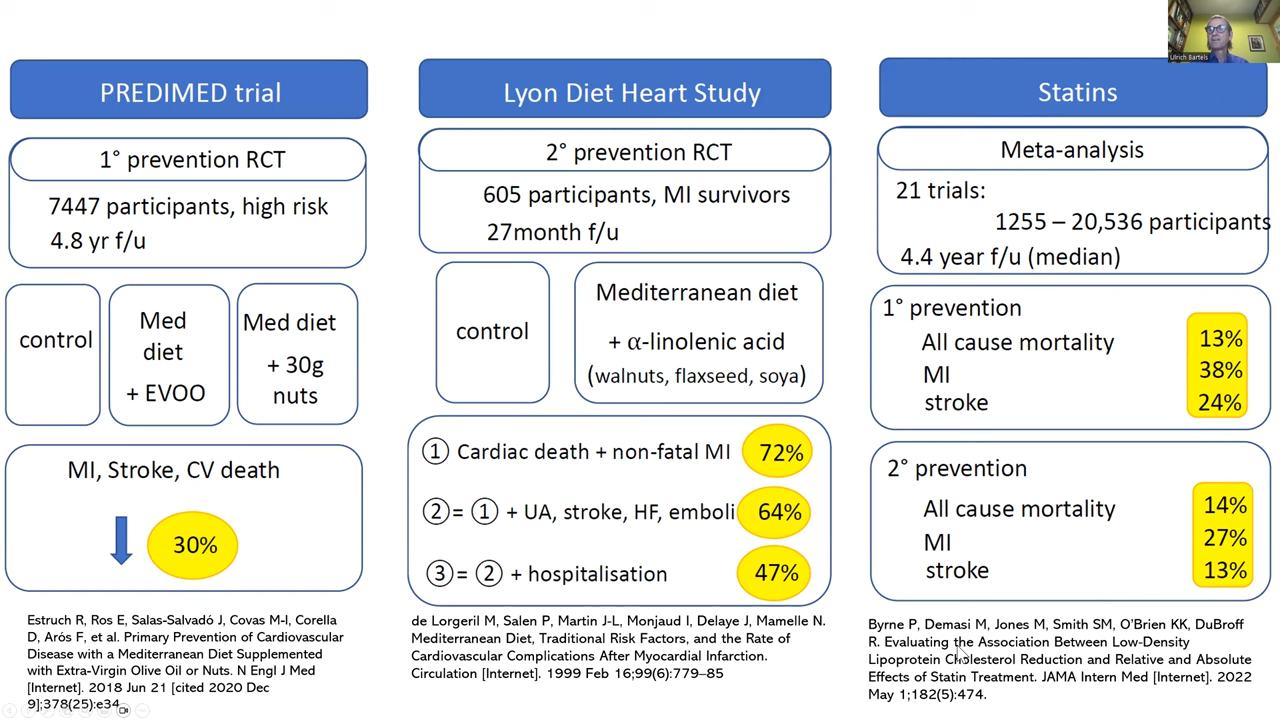 Ulrich Bartels
PREDIMED trial
1° prevention RCT
7447 participants, high risk
4.8 yr f/u
control
Med
diet
+ EVOO
Med diet
+ 30g
nuts
MI, Stroke, CV death
30%
Estruch R, Ros E, Salas-Salvadó J, Covas M-I, Corella
D, Arós F, et al. Primary Prevention of Cardiovascular
Disease with a Mediterranean Diet Supplemented
with Extra-Virgin Olive Oil or Nuts. N Engl J Med
[Internet]. 2018 Jun 21 [cited 2020 Dec
9];378(25):e34
Lyon Diet Heart Study
2° prevention RCT
605 participants, MI survivors
27month f/u
control
Mediterranean diet
+ α-linolenic acid
(walnuts, flaxseed, soya)
① Cardiac death + non-fatal MI 72%
②= ① + UA, stroke, HF, emboli 64%
③= ② + hospitalisation 47%
de Lorgeril M, Salen P, Martin J-L, Monjaud I, Delaye J, Mamelle N.
Mediterranean Diet, Traditional Risk Factors, and the Rate of
Cardiovascular Complications After Myocardial Infarction.
Circulation [Internet]. 1999 Feb 16;99(6):779–85
Statins
Meta-analysis
21 trials:
1255 – 20,536 participants
4.4 year f/u (median)
1° prevention
All cause mortality 13%
MI 38%
stroke 24%
2° prevention
All cause mortality 14%
MI 27%
stroke 13%
Byrne P, Demasi M, Jones M, Smith SM, O'Brien KK, DuBroff
R. Evaluating the Association Between Low-Density
Lipoprotein Cholesterol Reduction and Relative and Absolute
Effects of Statin Treatment. JAMA Intern Med [Internet]. 2022
May 1;182(5):474.